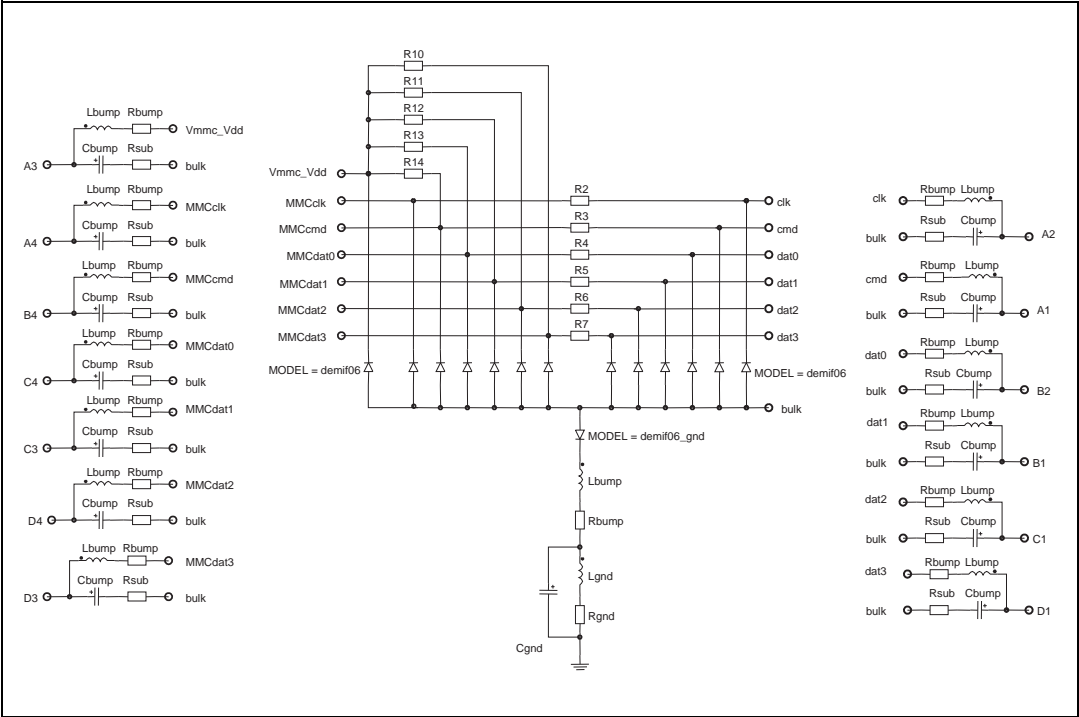 R10
R11
R12
R13
R14
Vmmc_Vdd
MMCclk
MMCcmd
MMCdat0
MMCdat1
MMCdat2
MMCdat3
R2
R3
R4
R5
R6
R7
clk
cmd
dat0
dat1
dat2
dat3
MODEL = demif06
MODEL = demif06
bulk
MODEL = demif06_gnd
Lbump
Rbump
Lgnd
Rgnd
Cgnd
Lbump Rbump
Vmmc_Vdd
Cbump Rsub
A3
bulk
Lbump Rbump
MMCclk
Cbump Rsub
A4
bulk
Lbump Rbump
MMCcmd
Cbump Rsub
B4
bulk
Lbump Rbump
MMCdat0
Cbump Rsub
C4
bulk
Lbump Rbump
MMCdat1
Cbump Rsub
C3
bulk
Lbump Rbump
MMCdat2
Cbump Rsub
D4
bulk
Lbump Rbump
MMCdat3
Cbump Rsub
D3
bulk
Rbump Lbump
clk
Rsub Cbump
bulk
A2
Rbump Lbump
cmd
Rsub Cbump
bulk
A1
Rbump Lbump
dat0
Rsub Cbump
bulk
B2
Rbump Lbump
dat1
Rsub Cbump
bulk
B1
Rbump Lbump
dat2
Rsub Cbump
bulk
C1
Rbump Lbump
dat3
Rsub Cbump
bulk
D1